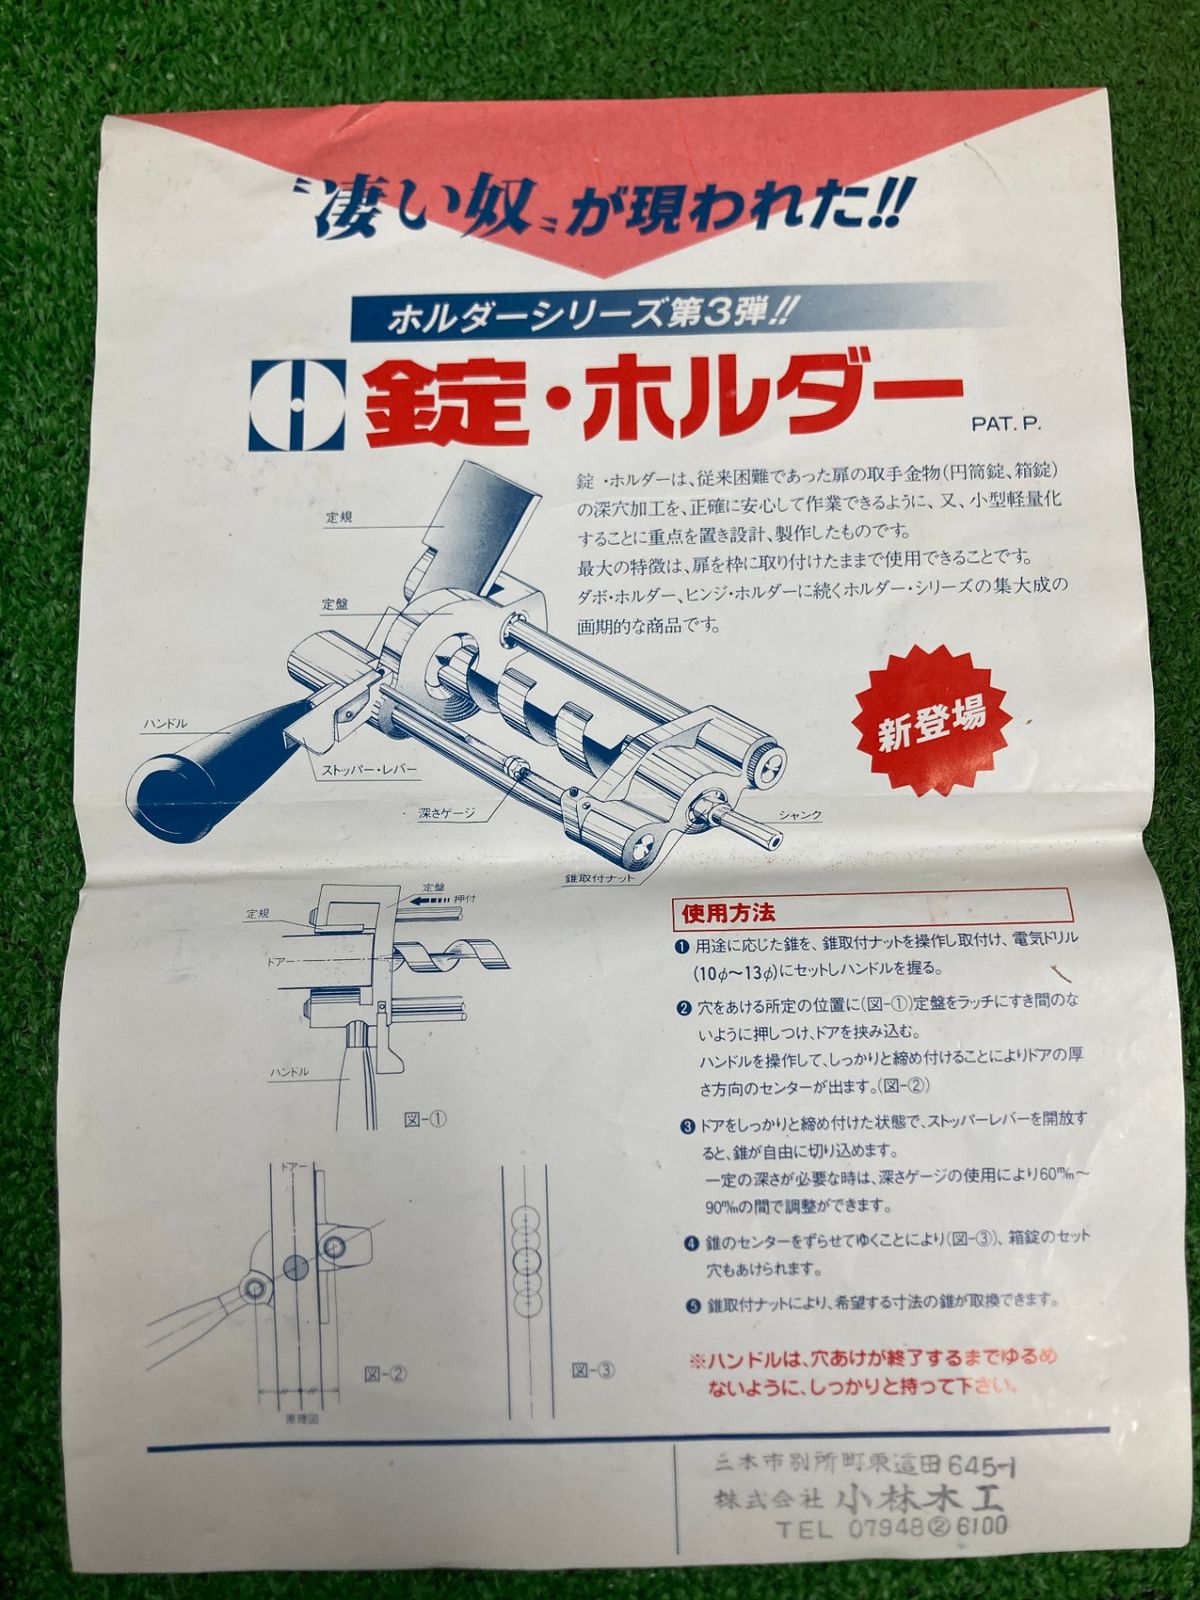 〝凄い奴〟が現われた!!
ホルダーシリーズ第3弾!!
錠・ホルダー
PAT. P.
錠・ホルダーは、従来困難であった扉の取手金物(円筒錠、箱錠)
の深穴加工を、正確に安心して作業できるように、又、小型軽量化
することに重点を置き設計、製作したものです。
最大の特徴は、扉を枠に取り付けたままで使用できることです。
ダボ・ホルダー、ヒンジ・ホルダーに続くホルダー・シリーズの集大成の
画期的な商品です。
定規
定盤
ハンドル
ストッパー・レバー
深さゲージ
シャンク
錐取付ナット
新登場
定盤
押付
定規
ドアー
ハンドル
図-①
ドアー
図-②
原理図
図-③
使用方法
❶ 用途に応じた錐を、錐取付ナットを操作し取付け、電気ドリル
(10φ～13φ)にセットしハンドルを握る。
❷ 穴をあける所定の位置に(図-①)定盤をラッチにすき間のな
いように押しつけ、ドアを挟み込む。
ハンドルを操作して、しっかりと締め付けることによりドアの厚
さ方向のセンターが出ます。(図-②)
❸ ドアをしっかりと締め付けた状態で、ストッパーレバーを開放す
ると、錐が自由に切り込めます。
一定の深さが必要な時は、深さゲージの使用により60m/m～
90m/mの間で調整ができます。
❹ 錐のセンターをずらせてゆくことにより(図-③)、箱錠のセット
穴もあけられます。
❺ 錐取付ナットにより、希望する寸法の錐が取換できます。
※ハンドルは、穴あけが終了するまでゆるめ
ないように、しっかりと持って下さい。
三木市別所町東這田645-1
株式会社 小林木工
TEL 07948②6100